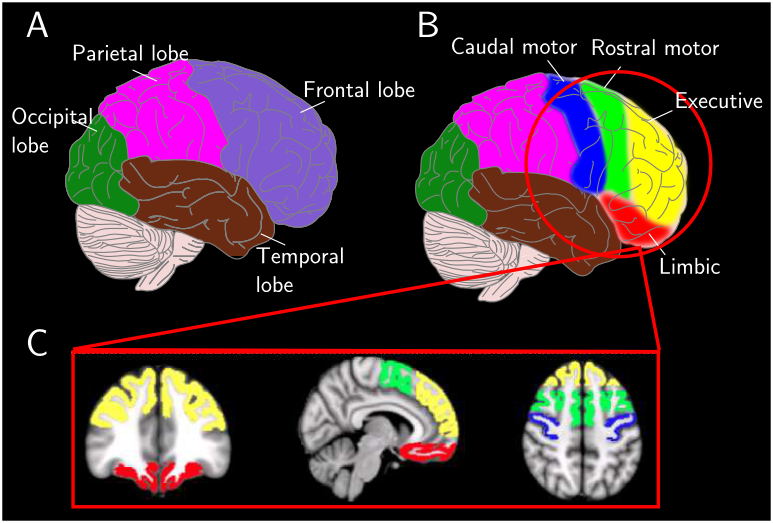 A
Parietal lobe
Frontal lobe
Occipital
lobe
Temporal
lobe
B
Caudal motor
Rostral motor
Executive
Limbic
C